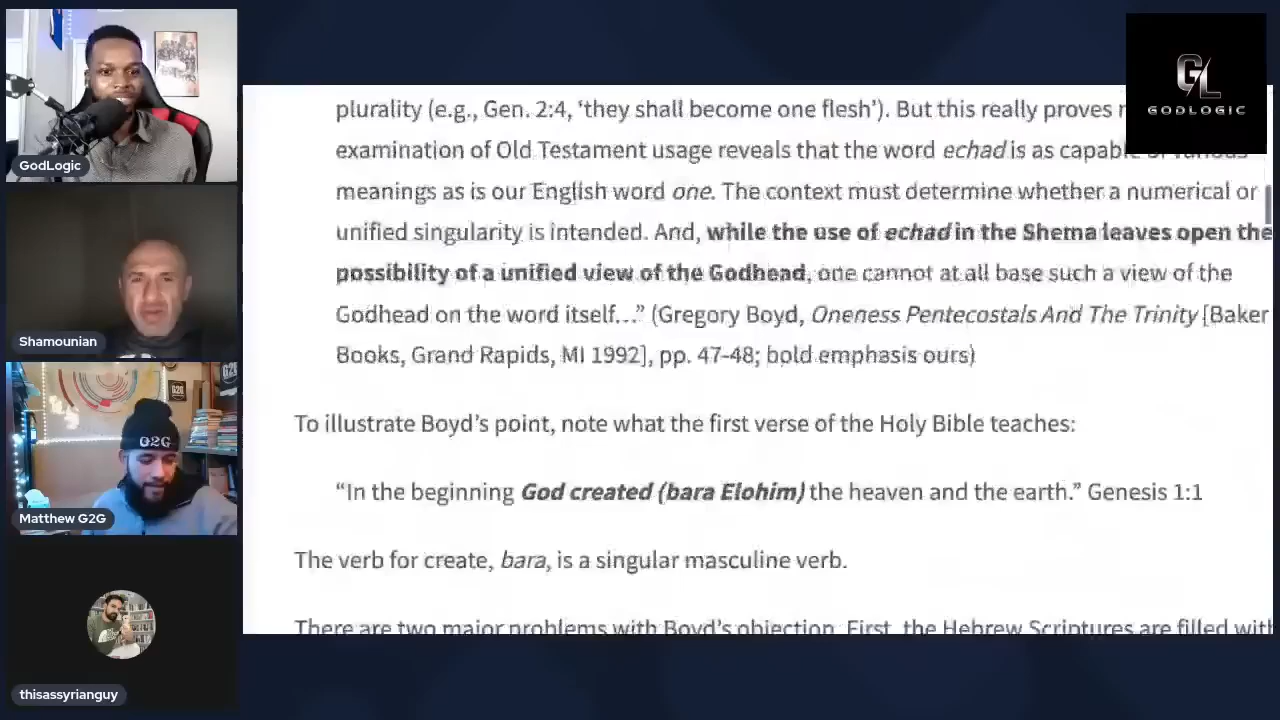 GodLogic
Shamounian
G2G
Matthew G2G
thisassyrianguy
GL
GODLOGIC
plurality (e.g., Gen. 2:4, ‘they shall become one flesh’). But this really proves
examination of Old Testament usage reveals that the word echad is as capable of various
meanings as is our English word one. The context must determine whether a numerical or
unified singularity is intended. And, while the use of echad in the Shema leaves open the
possibility of a unified view of the Godhead, one cannot at all base such a view of the
Godhead on the word itself…” (Gregory Boyd, Oneness Pentecostals And The Trinity [Baker
Books, Grand Rapids, MI 1992], pp. 47-48; bold emphasis ours)
To illustrate Boyd’s point, note what the first verse of the Holy Bible teaches:
“In the beginning God created (bara Elohim) the heaven and the earth.” Genesis 1:1
The verb for create, bara, is a singular masculine verb.
There are two major problems with Boyd’s objection. First, the Hebrew Scriptures are filled with